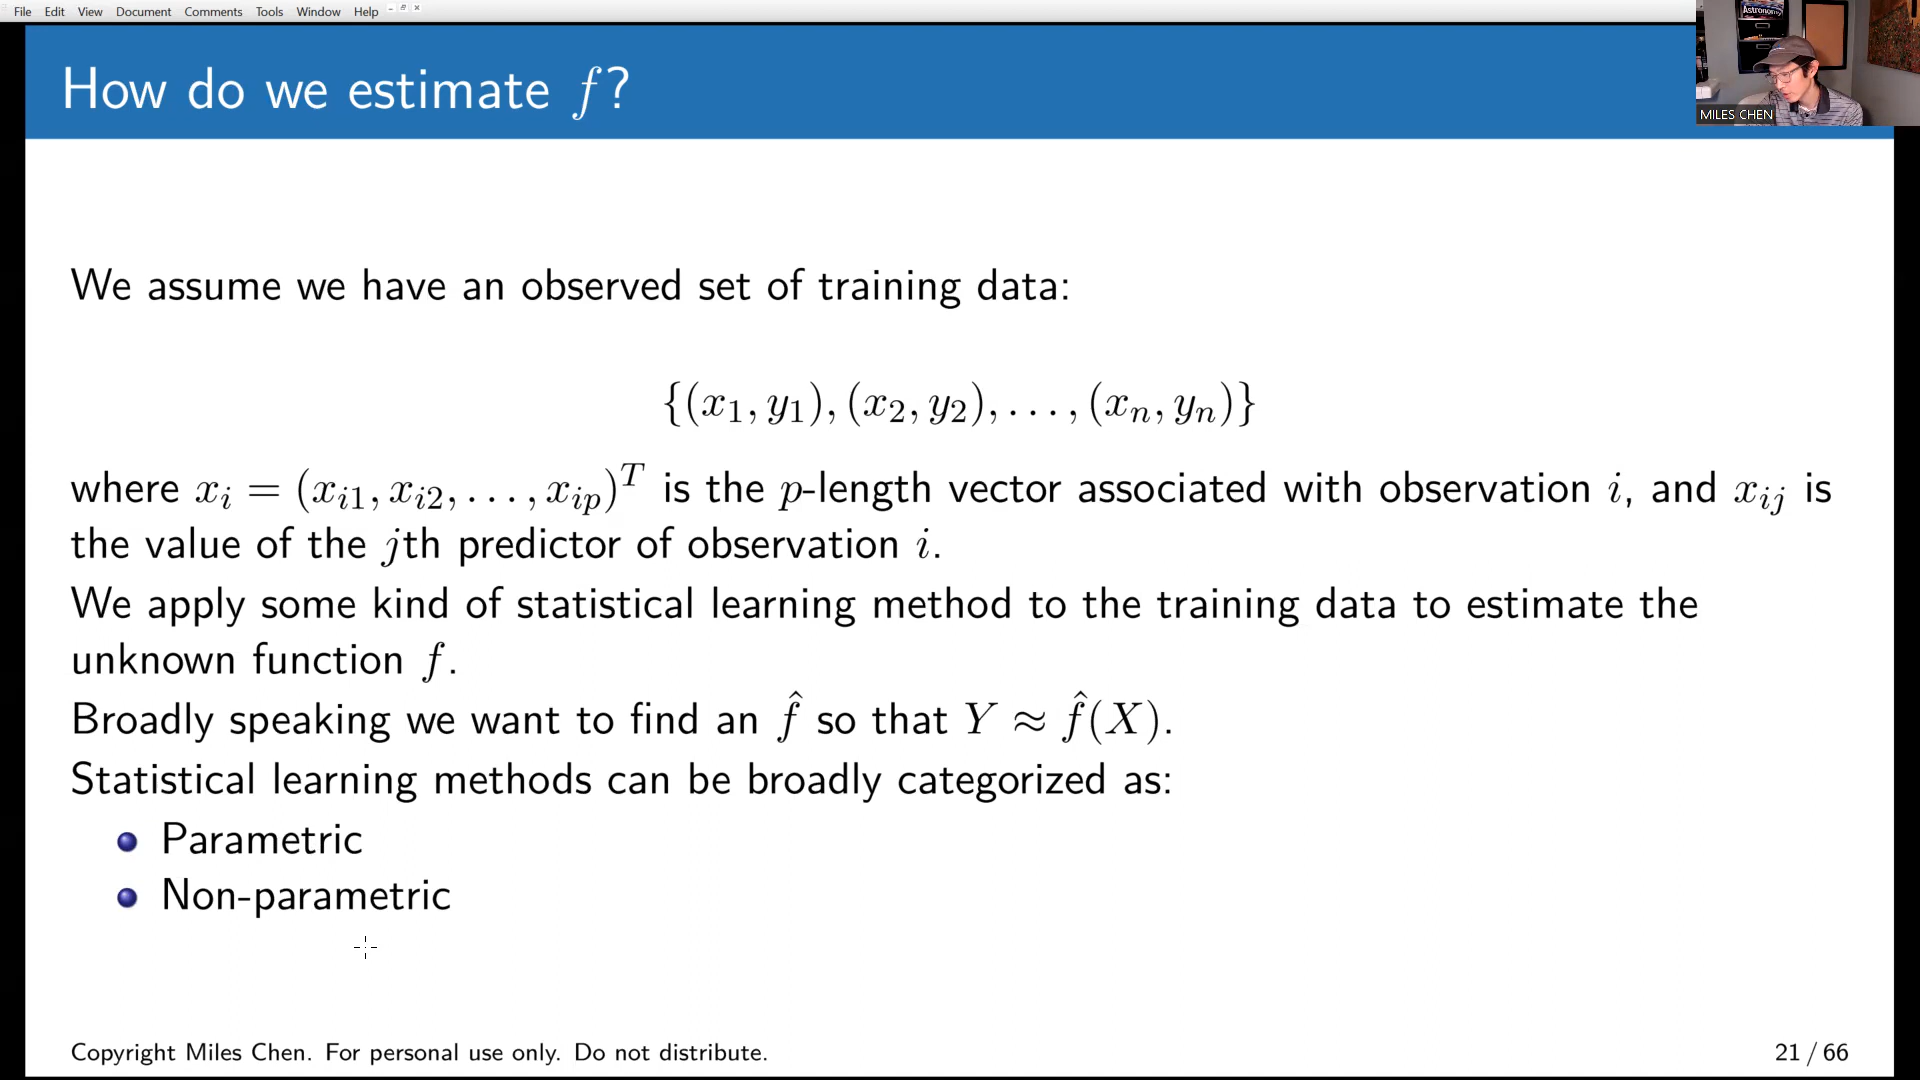 File Edit View Document Comments Tools Window Help
Astronomy
MILES CHEN
How do we estimate f?
We assume we have an observed set of training data:
{(x₁, y₁), (x₂, y₂), . . . , (xₙ, yₙ)}
where xᵢ = (xᵢ₁, xᵢ₂, . . . , xᵢₚ)ᵀ is the p-length vector associated with observation i, and xᵢⱼ is
the value of the jth predictor of observation i.
We apply some kind of statistical learning method to the training data to estimate the
unknown function f.
Broadly speaking we want to find an f̂ so that Y ≈ f̂(X).
Statistical learning methods can be broadly categorized as:
Parametric
Non-parametric
Copyright Miles Chen. For personal use only. Do not distribute.
21 / 66